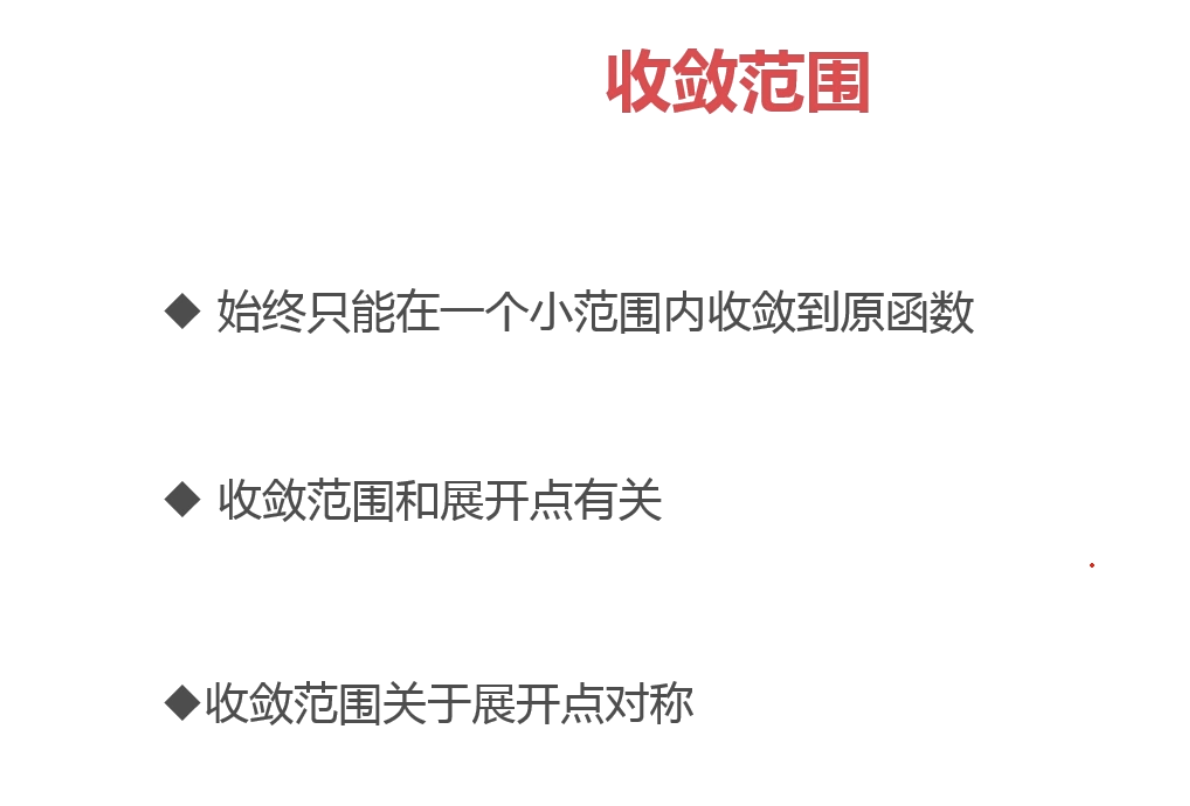 收敛范围
◆ 始终只能在一个小范围内收敛到原函数
◆ 收敛范围和展开点有关
◆收敛范围关于展开点对称